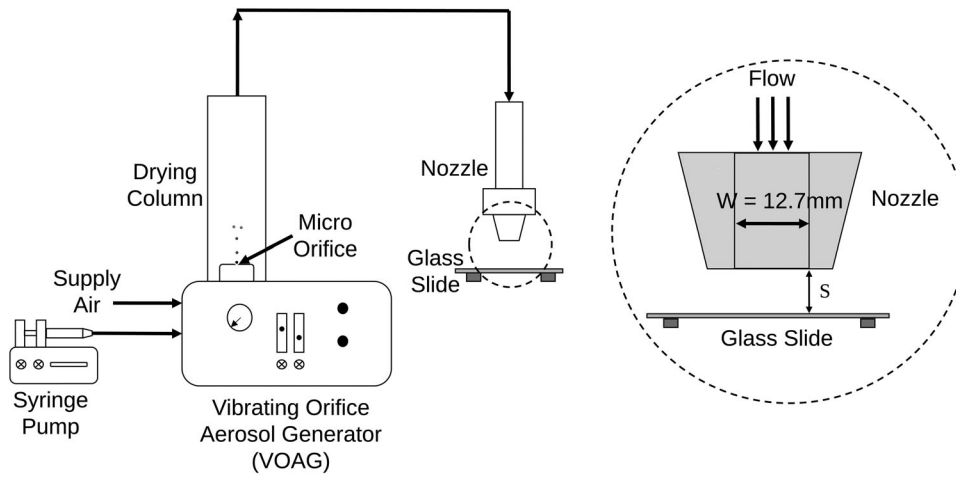 Drying
Column
Micro
Orifice
Supply
Air
Syringe
Pump
Vibrating Orifice
Aerosol Generator
(VOAG)
Nozzle
Glass
Slide
Flow
W = 12.7mm
Nozzle
S
Glass Slide